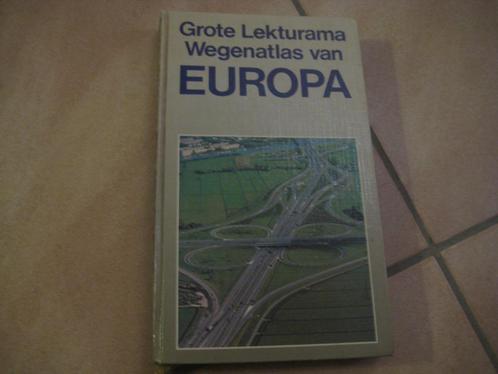 Grote Lekturama
Wegenatlas van
EUROPA